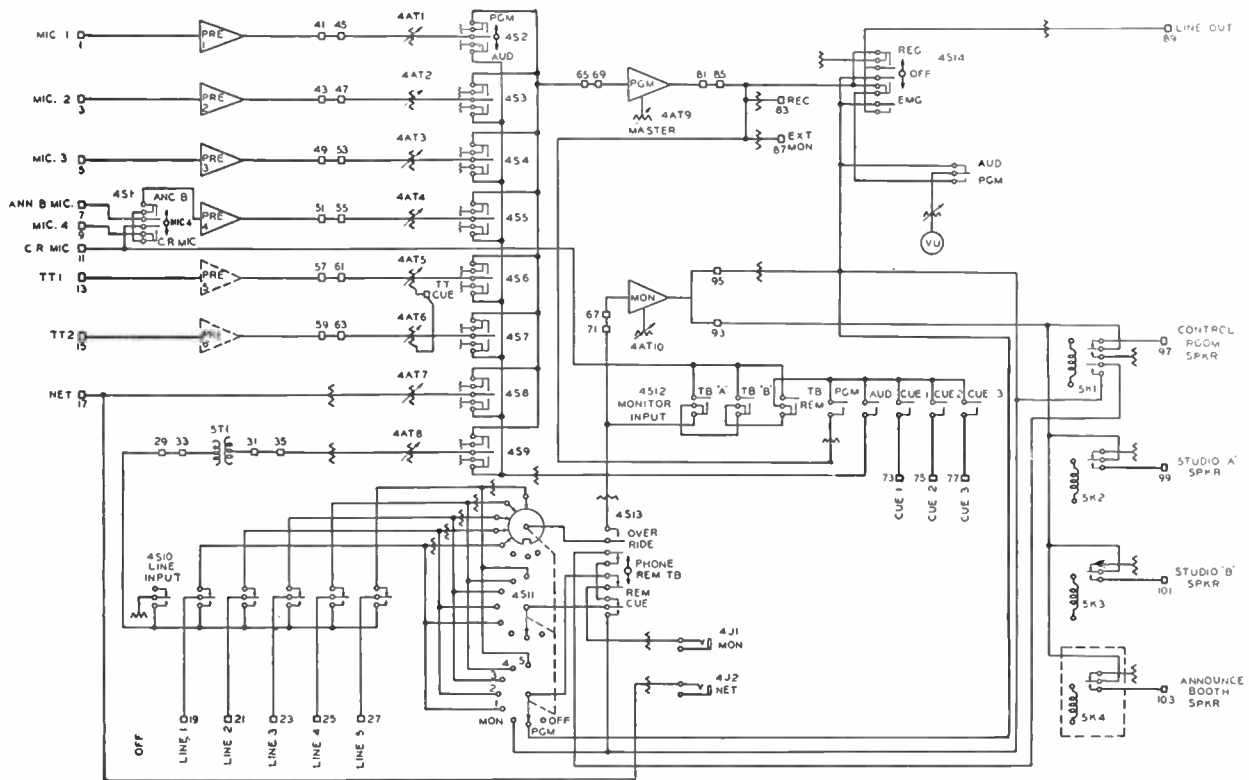 MIC 1
1
PRE 1
41 45
4AT1
4S2
PGM
AUD
MIC. 2
3
PRE 2
43 47
4AT2
4S3
MIC. 3
5
PRE 3
49 53
4AT3
4S4
ANN B MIC.
7
MIC. 4
9
C R MIC
11
ANC B
MIC 4
C R MIC
PRE 4
51 55
4AT4
4S5
TT1
13
PRE 5
57 61
4AT5
TT CUE
4S6
TT2
15
59 63
4AT6
4S7
NET
17
4AT7
4S8
29 33
5T1
31 35
4AT8
4S9
65 69
PGM
4AT9
MASTER
81 85
REC
83
EXT MON
87
REG
OFF
EMG
4S14
LINE OUT
89
AUD
PGM
VU
MON
4AT10
67
71
95
93
4S12
MONITOR INPUT
TB "A"
TB "B"
TB REM
PGM
AUD
CUE 1
CUE 2
CUE 3
73
75
77
CUE 1
CUE 2
CUE 3
CONTROL ROOM SPKR
97
5K1
STUDIO "A" SPKR
99
5K2
STUDIO "B" SPKR
101
5K3
ANNOUNCE BOOTH SPKR
103
5K4
4S10
LINE INPUT
OFF
LINE 1
19
LINE 2
21
LINE 3
23
LINE 4
25
LINE 5
27
4S11
MON
1
2
3
4
5
OFF
PGM
4S13
OVER RIDE
PHONE
REM TB
REM CUE
4J1
MON
4J2
NET